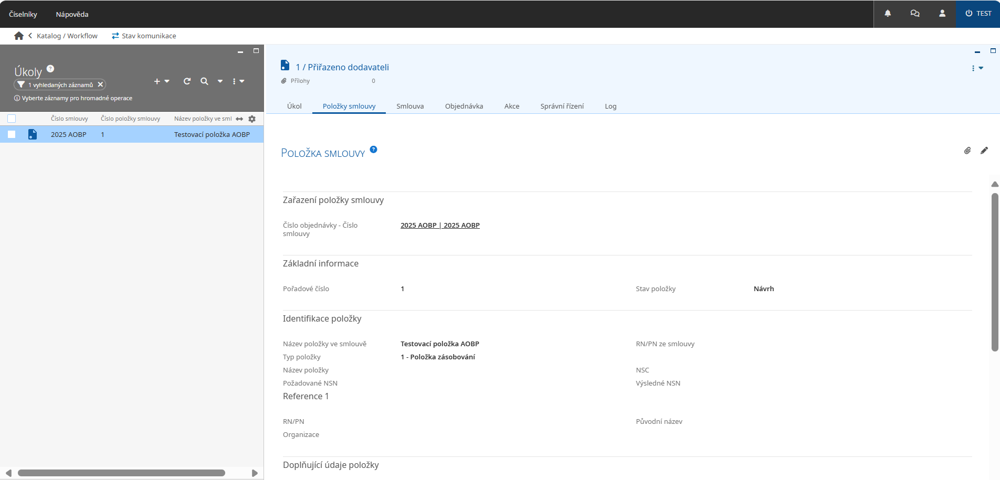 Číselníky Nápověda TEST
Katalog / Workflow Stav komunikace
Úkoly ?
1 vyhledaných záznamů
Vyberte záznamy pro hromadné operace
Číslo smlouvy Číslo položky smlouvy Název položky ve sml
2025 AOBP 1 Testovací položka AOBP
1 / Přiřazeno dodavateli
Přílohy 0
Úkol Položky smlouvy Smlouva Objednávka Akce Správní řízení Log
Položka smlouvy ?
Zařazení položky smlouvy
Číslo objednávky - Číslo smlouvy 2025 AOBP | 2025 AOBP
Základní informace
Pořadové číslo 1 Stav položky Návrh
Identifikace položky
Název položky ve smlouvě Testovací položka AOBP RN/PN ze smlouvy
Typ položky 1 - Položka zásobování
Název položky NSC
Požadované NSN Výsledné NSN
Reference 1
RN/PN Původní název
Organizace
Doplňující údaje položky